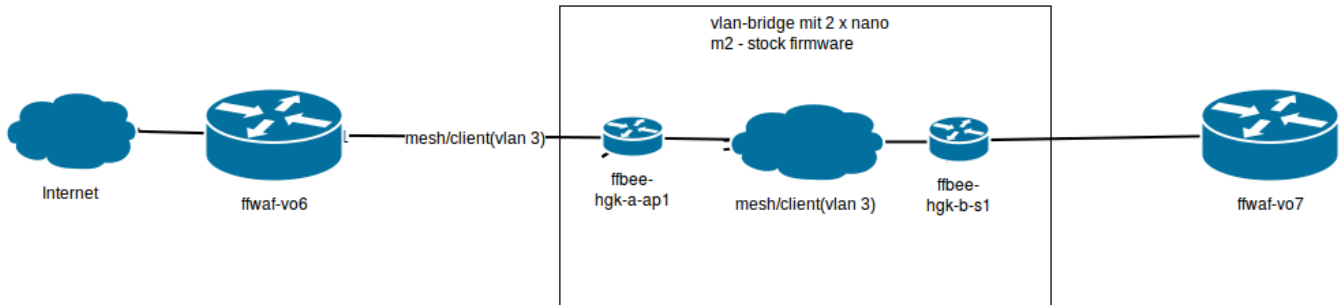 vlan-bridge mit 2 x nano
m2 - stock firmware
mesh/client(vlan 3)
Internet
ffwaf-vo6
ffbee-
hgk-a-ap1
mesh/client(vlan 3)
ffbee-
hgk-b-s1
ffwaf-vo7